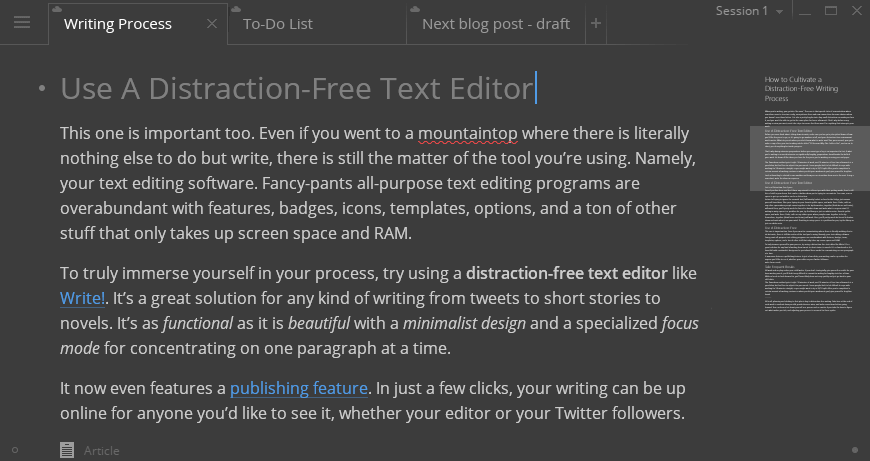 Session 1
Writing Process
To-Do List
Next blog post - draft
Use A Distraction-Free Text Editor
How to Cultivate a
Distraction-Free Writing
Process
This one is important too. Even if you went to a mountaintop where there is literally
nothing else to do but write, there is still the matter of the tool you’re using. Namely,
your text editing software. Fancy-pants all-purpose text editing programs are
overabundant with features, badges, icons, templates, options, and a ton of other
stuff that only takes up screen space and RAM.
To truly immerse yourself in your process, try using a distraction-free text editor like
Write!. It’s a great solution for any kind of writing from tweets to short stories to
novels. It’s as functional as it is beautiful with a minimalist design and a specialized focus
mode for concentrating on one paragraph at a time.
It now even features a publishing feature. In just a few clicks, your writing can be up
online for anyone you’d like to see it, whether your editor or your Twitter followers.
Article